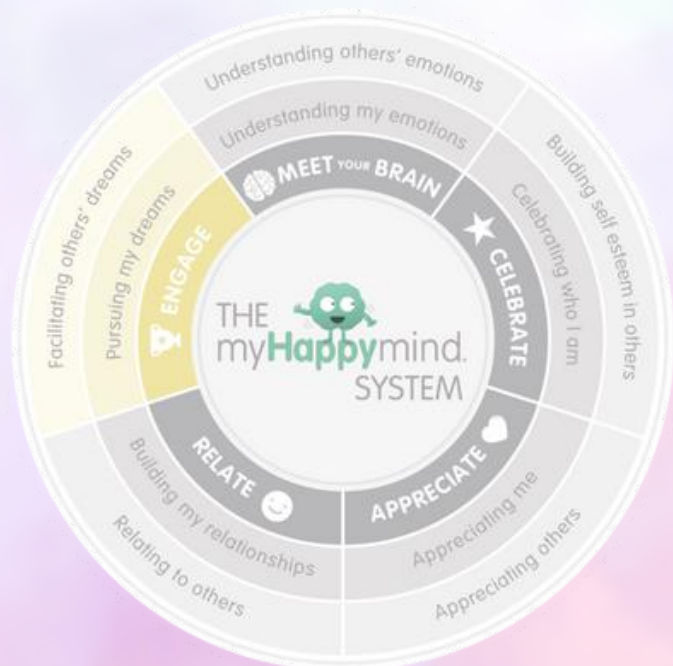 Understanding others' emotions
Understanding my emotions
MEET YOUR BRAIN
Building self esteem in others
Celebrating who I am
CELEBRATE
Facilitating others' dreams
Pursuing my dreams
ENGAGE
THE
myHappymind.
SYSTEM
RELATE
Building my relationships
Relating to others
APPRECIATE
Appreciating me
Appreciating others